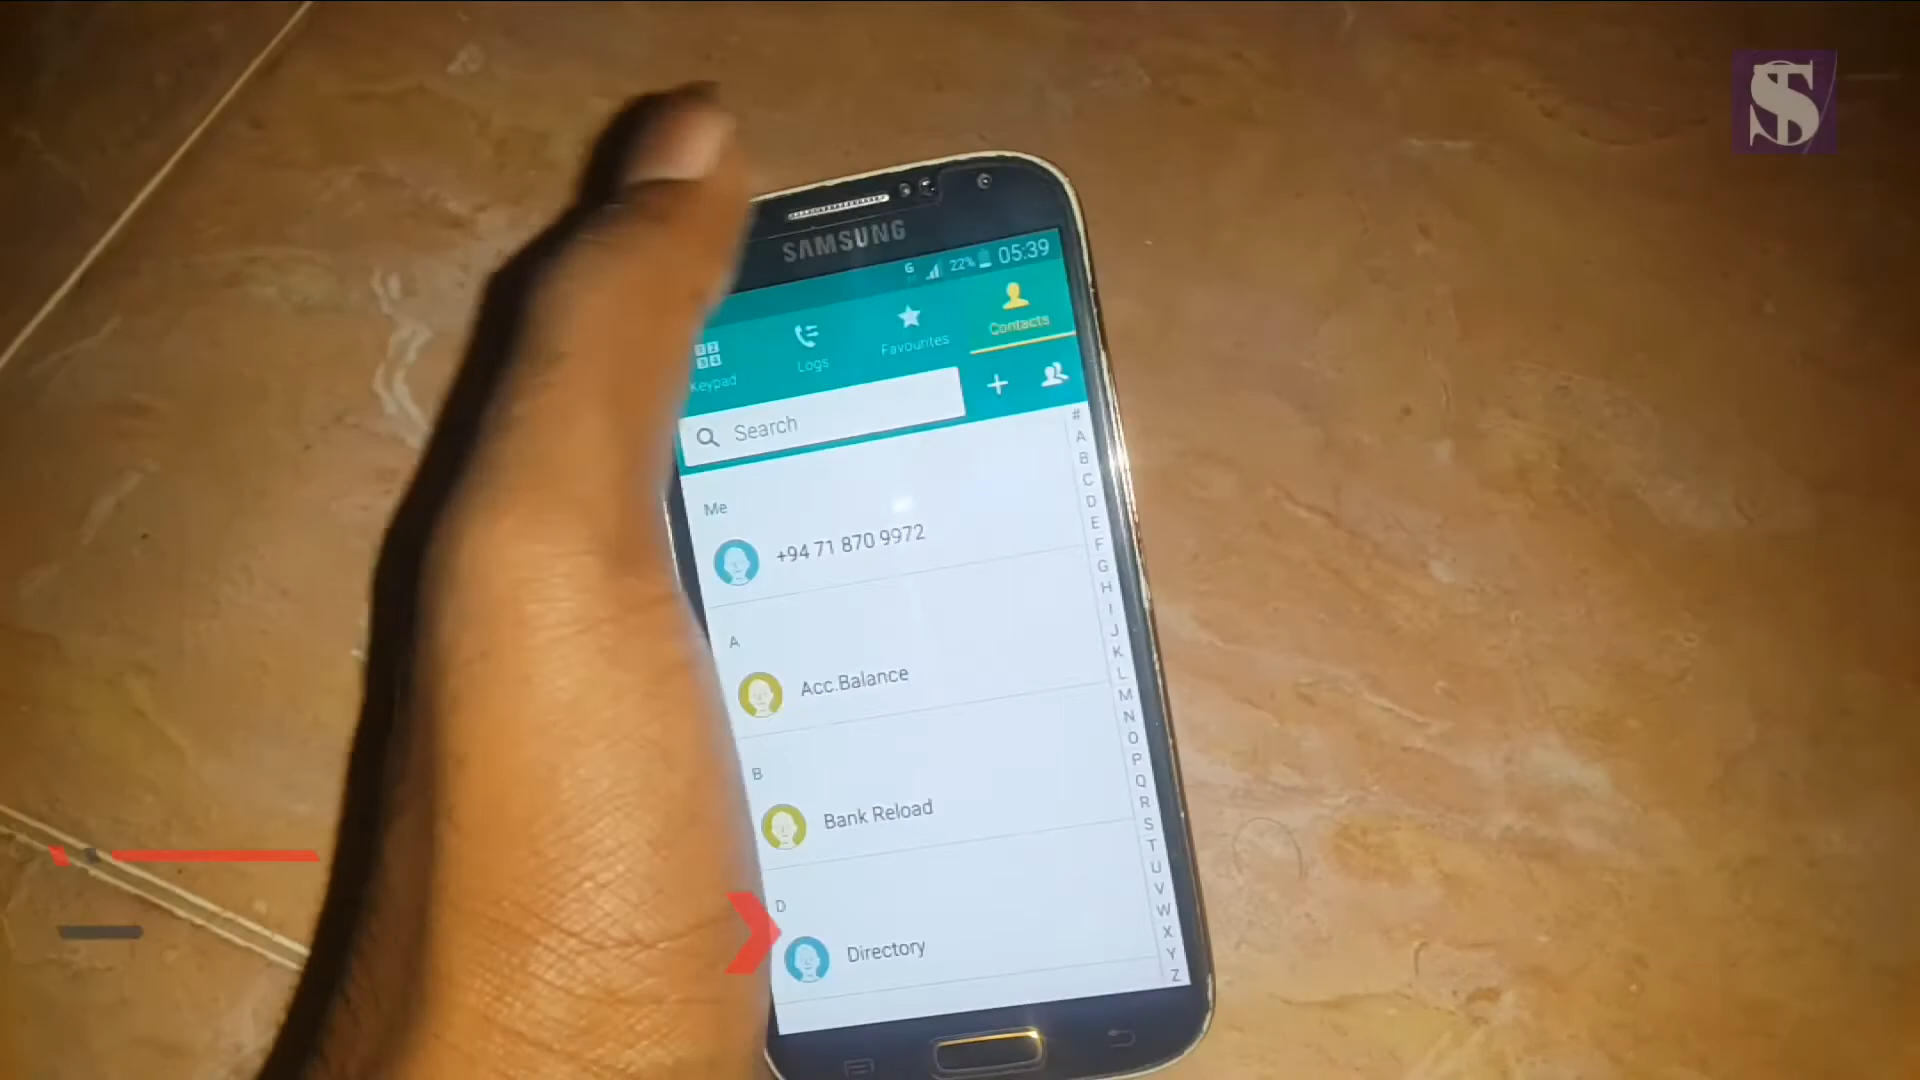 ST
SAMSUNG
G 22% 05:39
Keypad
Logs
Favourites
Contacts
Search
Me
+94 71 870 9972
A
Acc.Balance
B
Bank Reload
D
Directory
#
A
B
C
D
E
F
G
H
I
J
K
L
M
N
O
P
Q
R
S
T
U
V
W
X
Y
Z